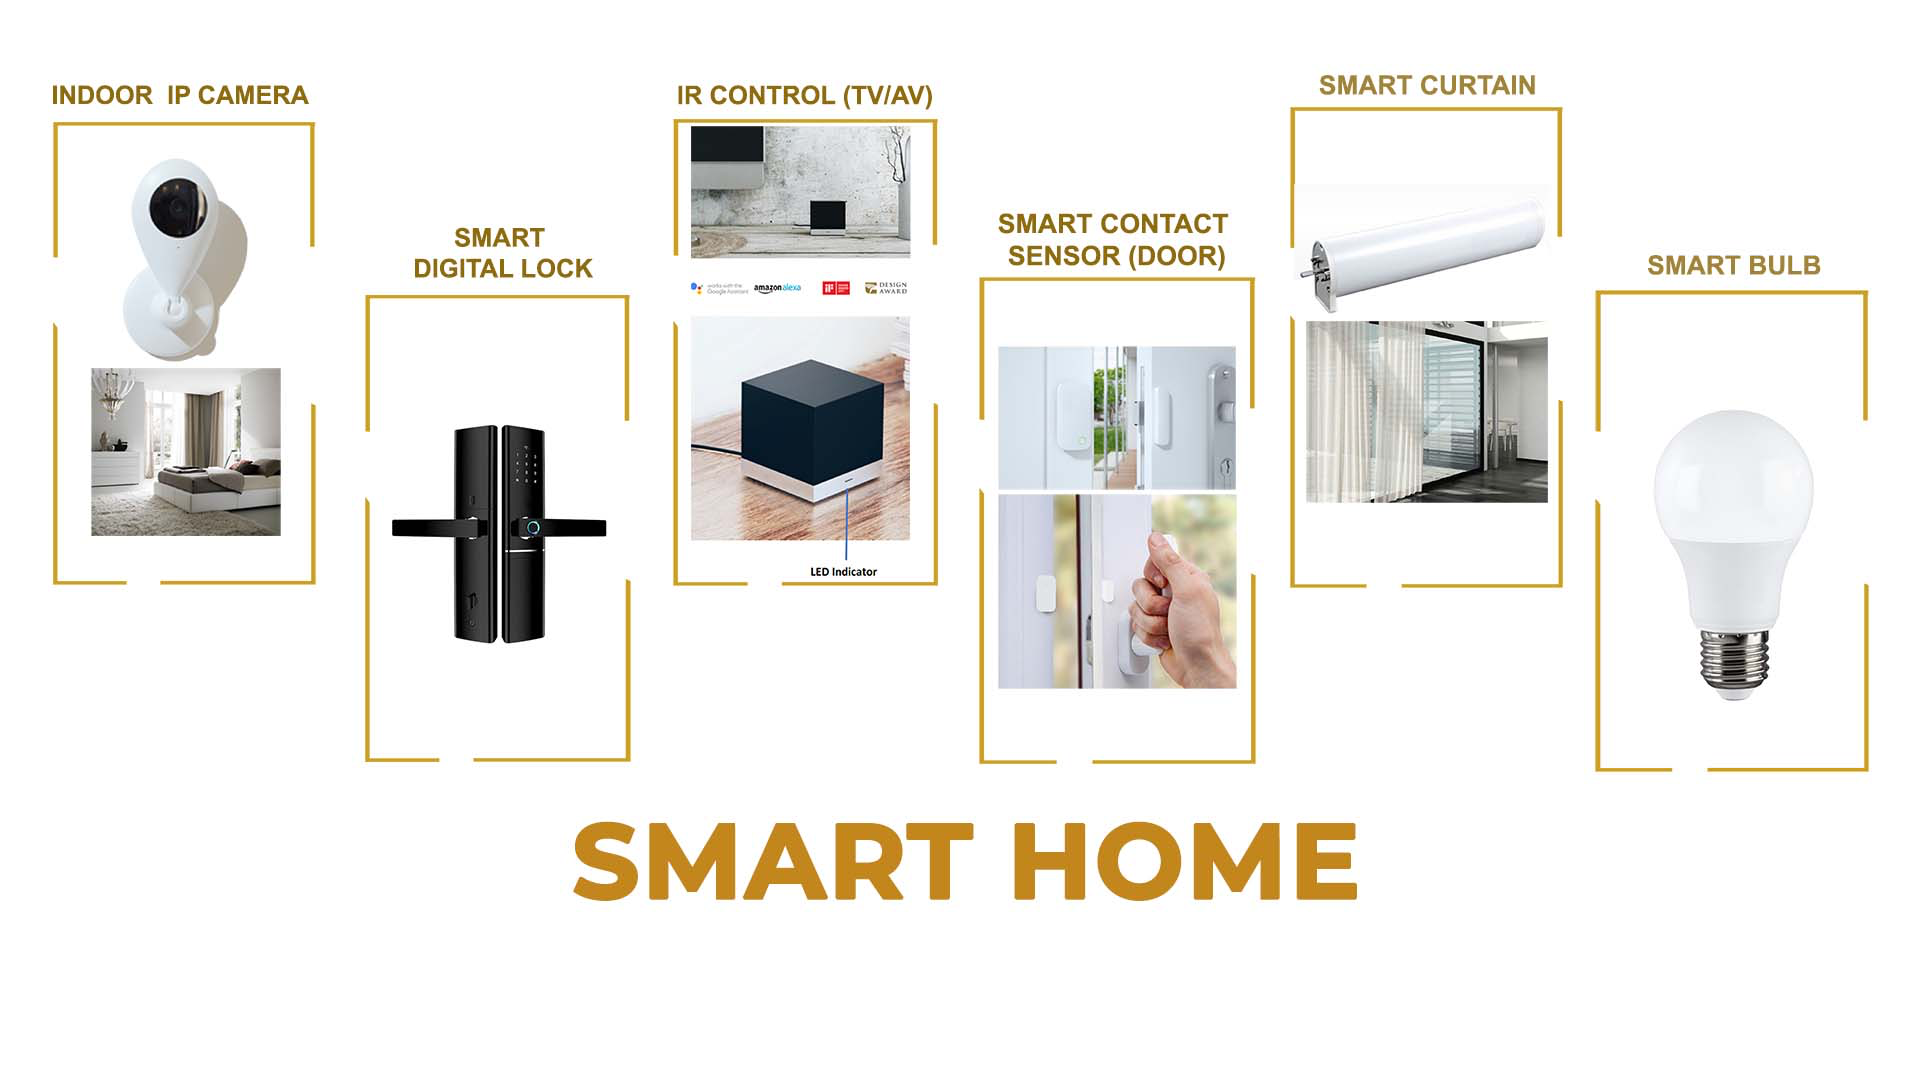 INDOOR IP CAMERA
SMART
DIGITAL LOCK
IR CONTROL (TV/AV)
works with the
Google Assistant
amazon alexa
iF
DESIGN
AWARD
LED Indicator
SMART CONTACT
SENSOR (DOOR)
SMART CURTAIN
SMART BULB
SMART HOME